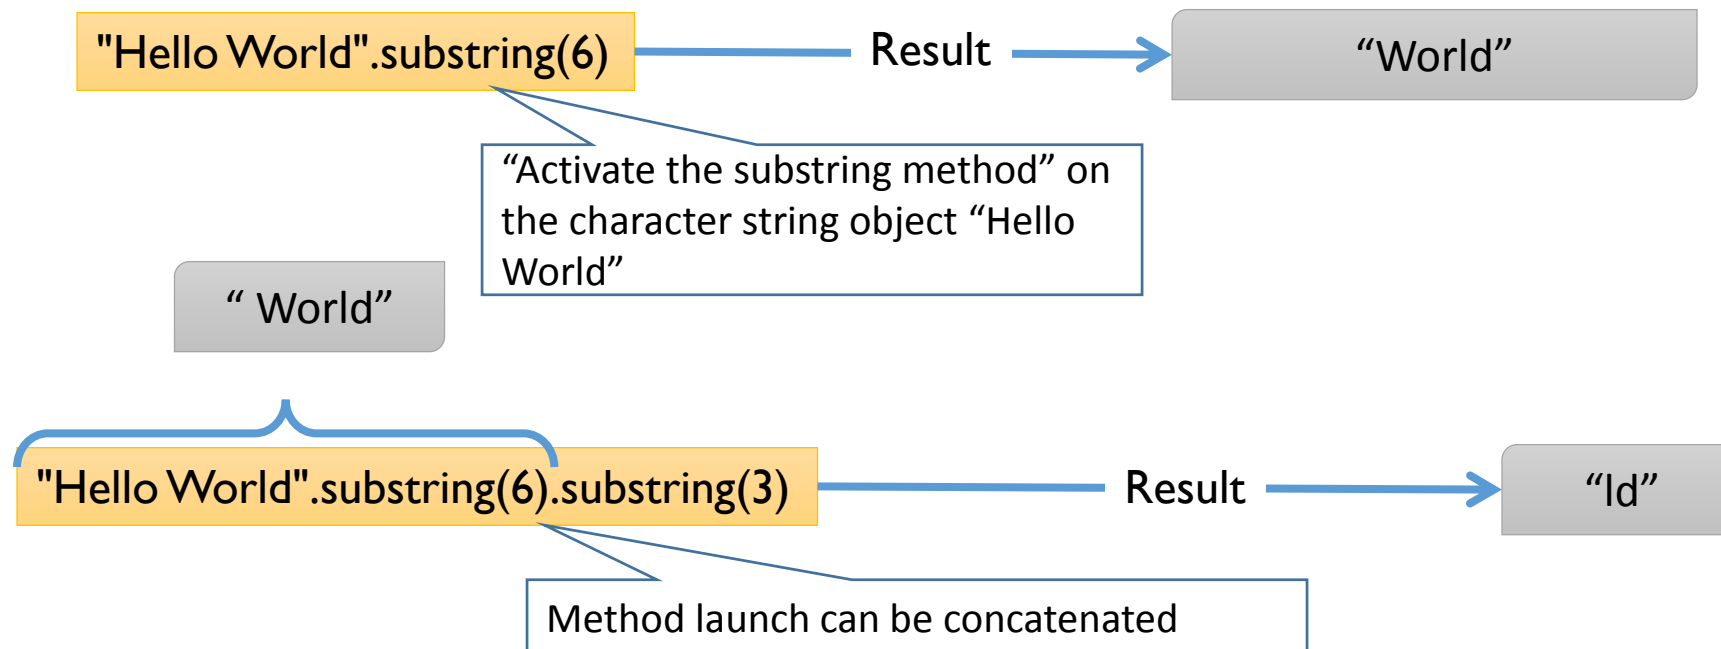 "Hello World".substring(6)
Result
“World”
“Activate the substring method” on
the character string object “Hello
World”
“ World”
"Hello World".substring(6).substring(3)
Result
“ld”
Method launch can be concatenated